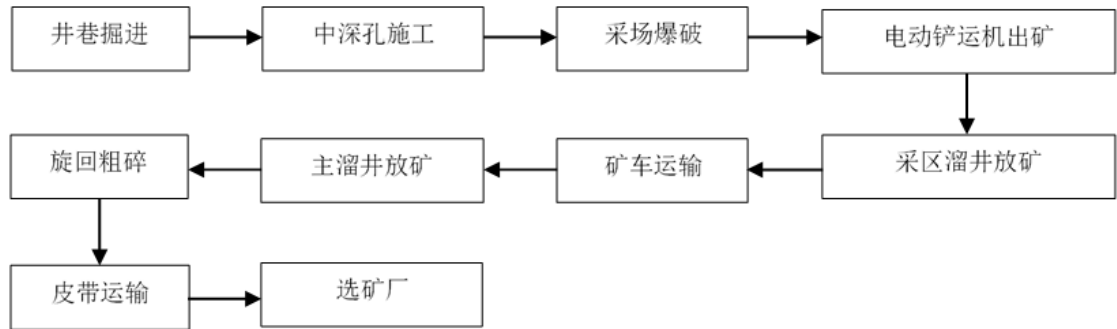 井巷掘进
中深孔施工
采场爆破
电动铲运机出矿
采区溜井放矿
矿车运输
主溜井放矿
旋回粗碎
皮带运输
选矿厂